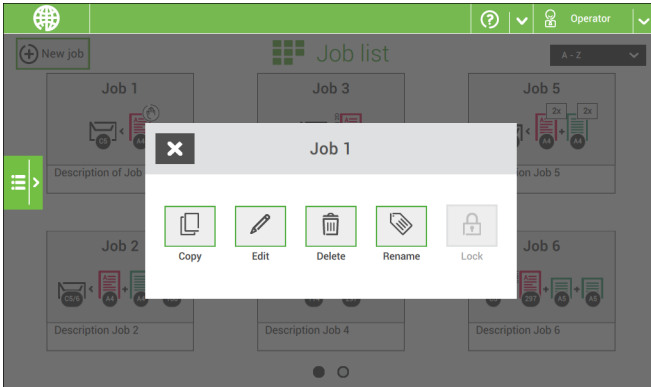 Operator
New job
Job list
A - Z
Job 1
Job 3
Job 5
C5
A4
2x
2x
A4
A4
Description of Job
on Job 5
Job 1
Copy
Edit
Delete
Rename
Lock
Job 2
Job 6
C5/6
A4
297
A5
A5
Description Job 2
Description Job 4
Description Job 6